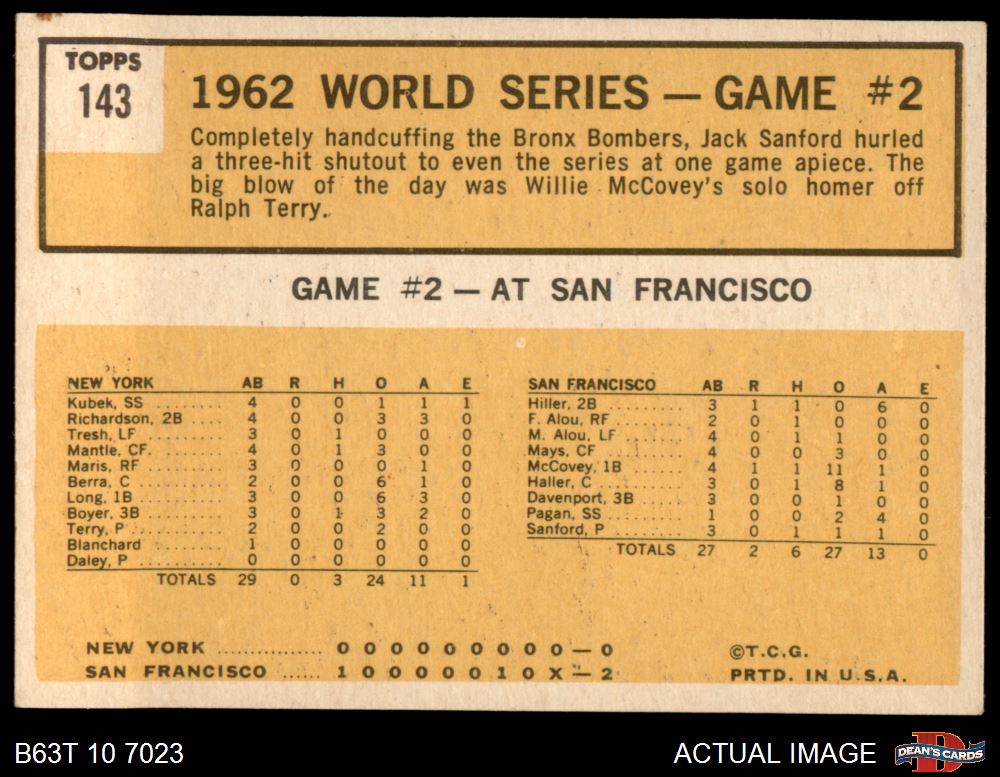 TOPPS
143
1962 WORLD SERIES — GAME #2
Completely handcuffing the Bronx Bombers, Jack Sanford hurled
a three-hit shutout to even the series at one game apiece. The
big blow of the day was Willie McCovey's solo homer off
Ralph Terry.
GAME #2 — AT SAN FRANCISCO
NEW YORK AB R H O A E
Kubek, SS ........ 4 0 0 1 1 1
Richardson, 2B .... 4 0 0 3 3 0
Tresh, LF ........ 3 0 1 0 0 0
Mantle, CF. ....... 4 0 1 3 0 0
Maris, RF ........ 3 0 0 0 1 0
Berra, C ......... 2 0 0 6 1 0
Long, 1B ......... 3 0 0 6 3 0
Boyer, 3B ........ 3 0 1 3 2 0
Terry, P .......... 2 0 0 2 0 0
Blanchard ........ 1 0 0 0 0 0
Daley, P .......... 0 0 0 0 0 0
TOTALS 29 0 3 24 11 1
SAN FRANCISCO AB R H O A E
Hiller, 2B ......... 3 1 1 0 6 0
F. Alou, RF ....... 2 0 1 0 0 0
M. Alou, LF ....... 4 0 1 1 0 0
Mays, CF ......... 4 0 0 3 0 0
McCovey, 1B ...... 4 1 1 11 1 0
Haller, C ......... 3 0 1 8 1 0
Davenport, 3B ..... 3 0 0 1 0 0
Pagan, SS ........ 1 0 0 2 4 0
Sanford, P ........ 3 0 1 1 1 0
TOTALS 27 2 6 27 13 0
NEW YORK ............... 0 0 0 0 0 0 0 0 0 — 0
SAN FRANCISCO ...... 1 0 0 0 0 0 1 0 X — 2
©T.C.G.
PRTD. IN U.S.A.
B63T 10 7023
ACTUAL IMAGE
D
DEAN'S CARDS